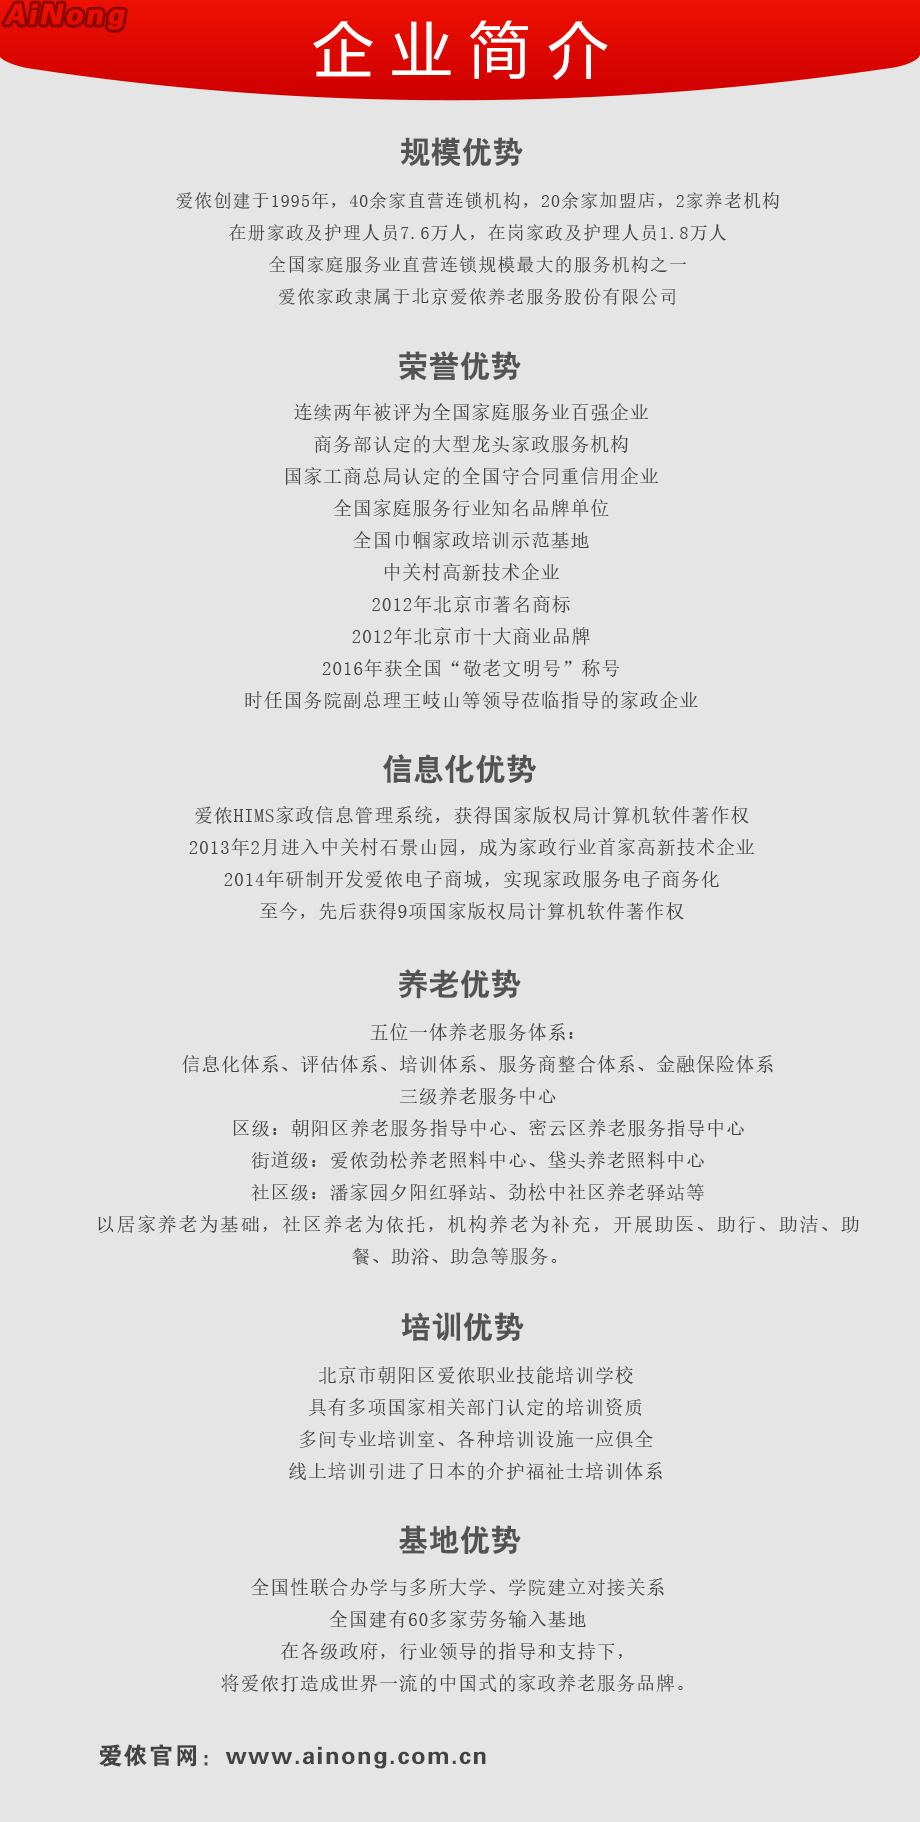 AiNong
企业简介
规模优势
爱侬创建于1995年，40余家直营连锁机构，20余家加盟店，2家养老机构
在册家政及护理人员7.6万人，在岗家政及护理人员1.8万人
全国家庭服务业直营连锁规模最大的服务机构之一
爱侬家政隶属于北京爱侬养老服务股份有限公司
荣誉优势
连续两年被评为全国家庭服务业百强企业
商务部认定的大型龙头家政服务机构
国家工商总局认定的全国守合同重信用企业
全国家庭服务行业知名品牌单位
全国巾帼家政培训示范基地
中关村高新技术企业
2012年北京市著名商标
2012年北京市十大商业品牌
2016年获全国“敬老文明号”称号
时任国务院副总理王岐山等领导莅临指导的家政企业
信息化优势
爱侬HIMS家政信息管理系统，获得国家版权局计算机软件著作权
2013年2月进入中关村石景山园，成为家政行业首家高新技术企业
2014年研制开发爱侬电子商城，实现家政服务电子商务化
至今，先后获得9项国家版权局计算机软件著作权
养老优势
五位一体养老服务体系：
信息化体系、评估体系、培训体系、服务商整合体系、金融保险体系
三级养老服务中心
区级：朝阳区养老服务指导中心、密云区养老服务指导中心
街道级：爱侬劲松养老照料中心、垡头养老照料中心
社区级：潘家园夕阳红驿站、劲松中社区养老驿站等
以居家养老为基础，社区养老为依托，机构养老为补充，开展助医、助行、助洁、助
餐、助浴、助急等服务。
培训优势
北京市朝阳区爱侬职业技能培训学校
具有多项国家相关部门认定的培训资质
多间专业培训室、各种培训设施一应俱全
线上培训引进了日本的介护福祉士培训体系
基地优势
全国性联合办学与多所大学、学院建立对接关系
全国建有60多家劳务输入基地
在各级政府，行业领导的指导和支持下，
将爱侬打造成世界一流的中国式的家政养老服务品牌。
爱侬官网：www.ainong.com.cn